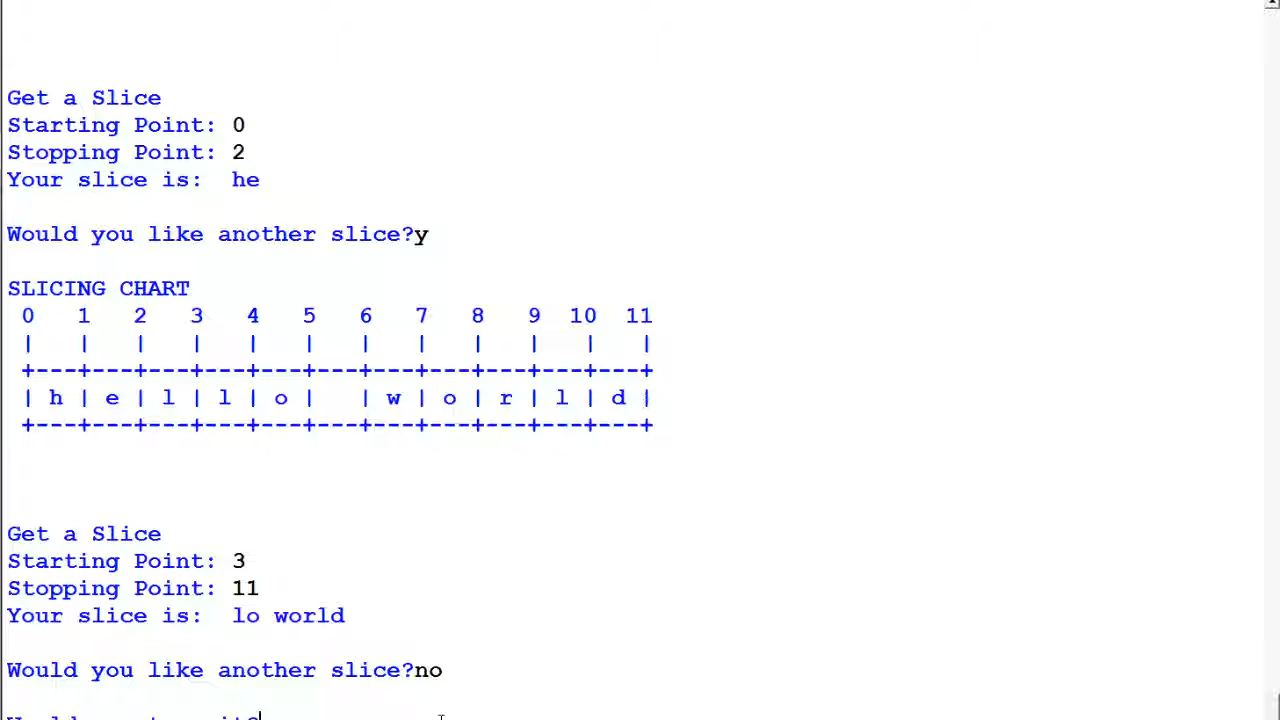 Get a Slice
Starting Point: 0
Stopping Point: 2
Your slice is:  he
Would you like another slice?y
SLICING CHART
0   1   2   3   4   5   6   7   8   9  10  11
|   |   |   |   |   |   |   |   |   |   |   |
+---+---+---+---+---+---+---+---+---+---+---+
| h | e | l | l | o |   | w | o | r | l | d |
+---+---+---+---+---+---+---+---+---+---+---+
Get a Slice
Starting Point: 3
Stopping Point: 11
Your slice is:  lo world
Would you like another slice?no